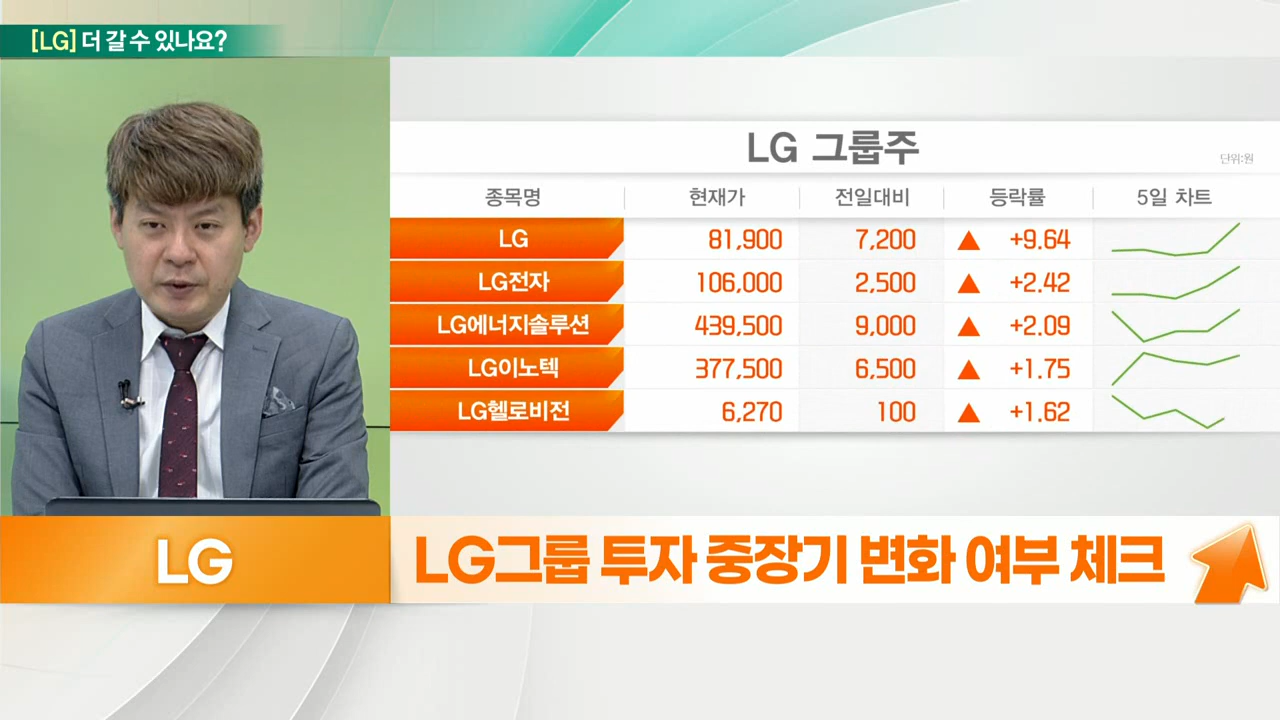 [LG] 더 갈 수 있나요?
LG 그룹주
단위:원
종목명 현재가 전일대비 등락률 5일 차트
LG 81,900 7,200 ▲ +9.64
LG전자 106,000 2,500 ▲ +2.42
LG에너지솔루션 439,500 9,000 ▲ +2.09
LG이노텍 377,500 6,500 ▲ +1.75
LG헬로비전 6,270 100 ▲ +1.62
LG
LG그룹 투자 중장기 변화 여부 체크